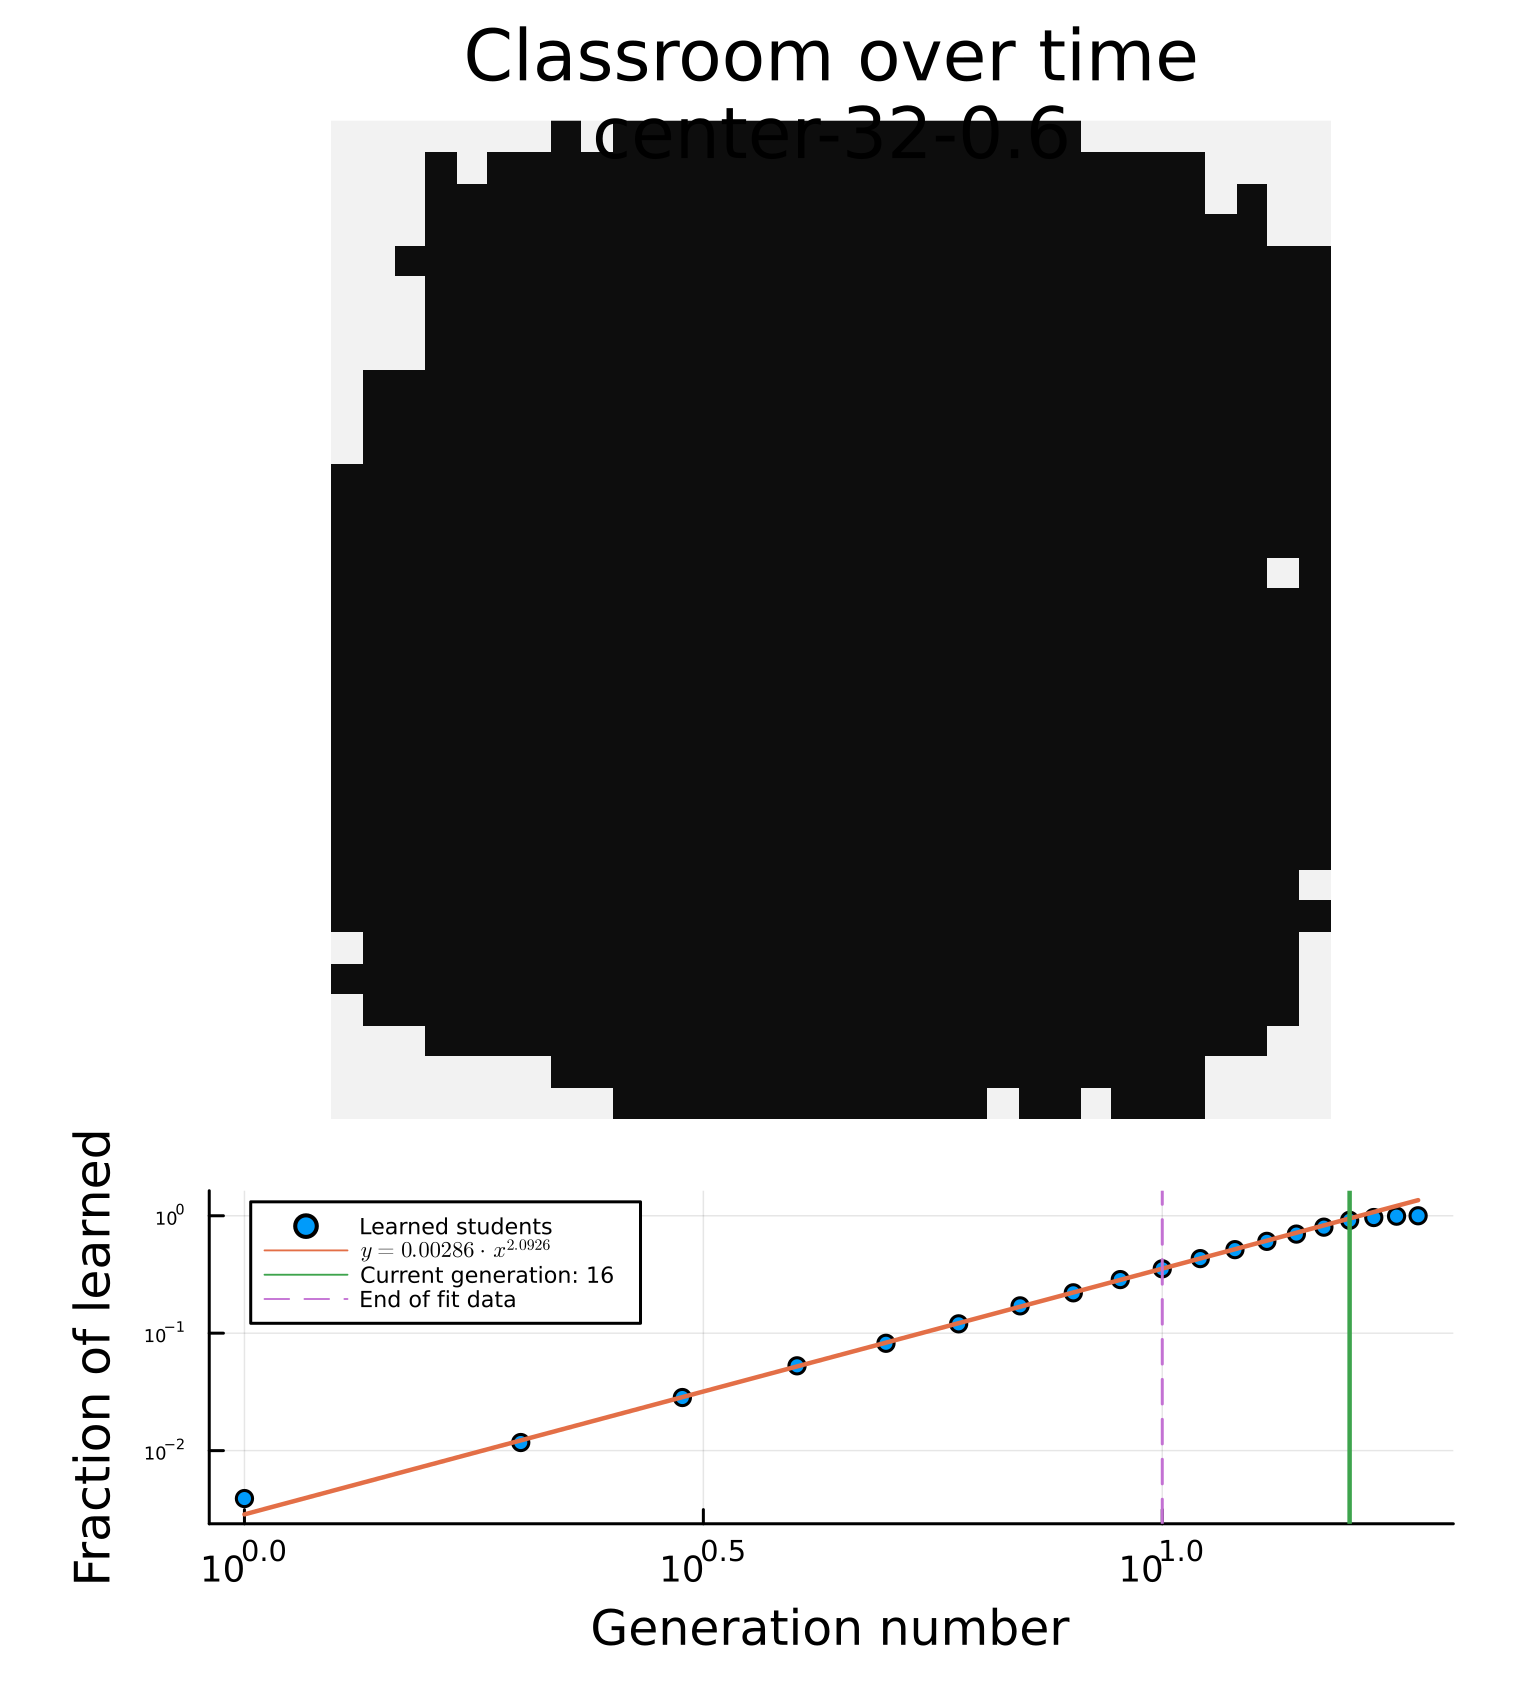 Classroom over time
center-32-0.6
Fraction of learned
10⁰
10⁻¹
10⁻²
Learned students
y = 0.00286 · x^2.0926
Current generation: 16
End of fit data
10^0.0 10^0.5 10^1.0
Generation number